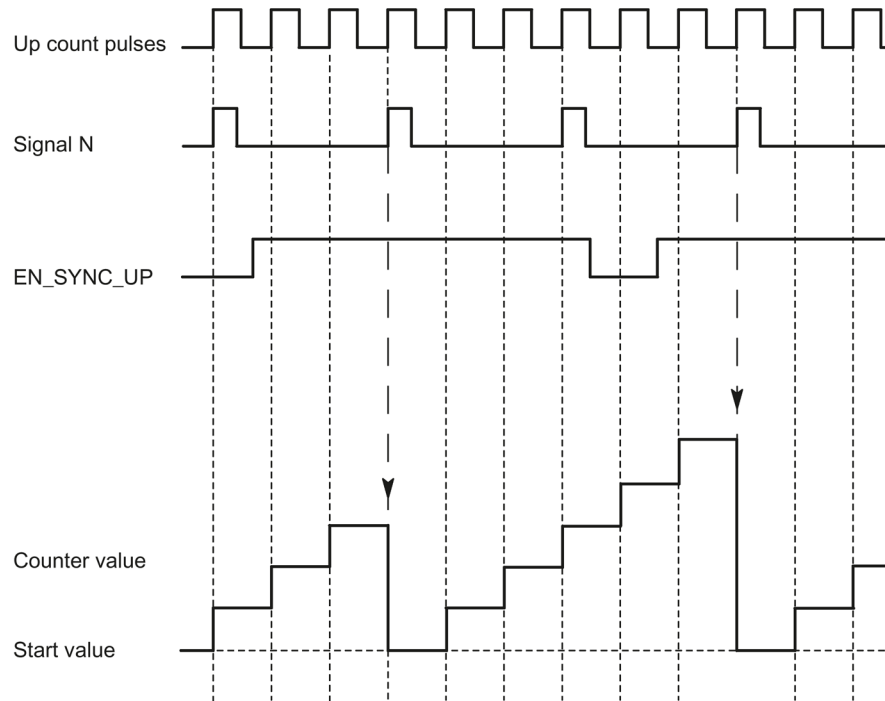 Up count pulses
Signal N
EN_SYNC_UP
Counter value
Start value